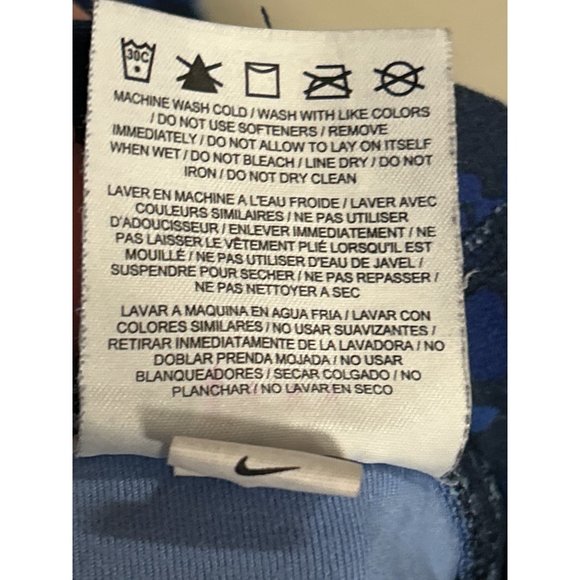 30C
MACHINE WASH COLD / WASH WITH LIKE COLORS
/ DO NOT USE SOFTENERS / REMOVE
IMMEDIATELY / DO NOT ALLOW TO LAY ON ITSELF
WHEN WET / DO NOT BLEACH / LINE DRY / DO NOT
IRON / DO NOT DRY CLEAN
LAVER EN MACHINE A L'EAU FROIDE / LAVER AVEC
COULEURS SIMILAIRES / NE PAS UTILISER
D'ADOUCISSEUR / ENLEVER IMMEDIATEMENT / NE
PAS LAISSER LE VÊTEMENT PLIÉ LORSQU'IL EST
MOUILLÉ / NE PAS UTILISER D'EAU DE JAVEL /
SUSPENDRE POUR SECHER / NE PAS REPASSER /
NE PAS NETTOYER A SEC
LAVAR A MAQUINA EN AGUA FRIA / LAVAR CON
COLORES SIMILARES / NO USAR SUAVIZANTES /
RETIRAR INMEDIATAMENTE DE LA LAVADORA / NO
DOBLAR PRENDA MOJADA / NO USAR
BLANQUEADORES / SECAR COLGADO / NO
PLANCHAR / NO LAVAR EN SECO